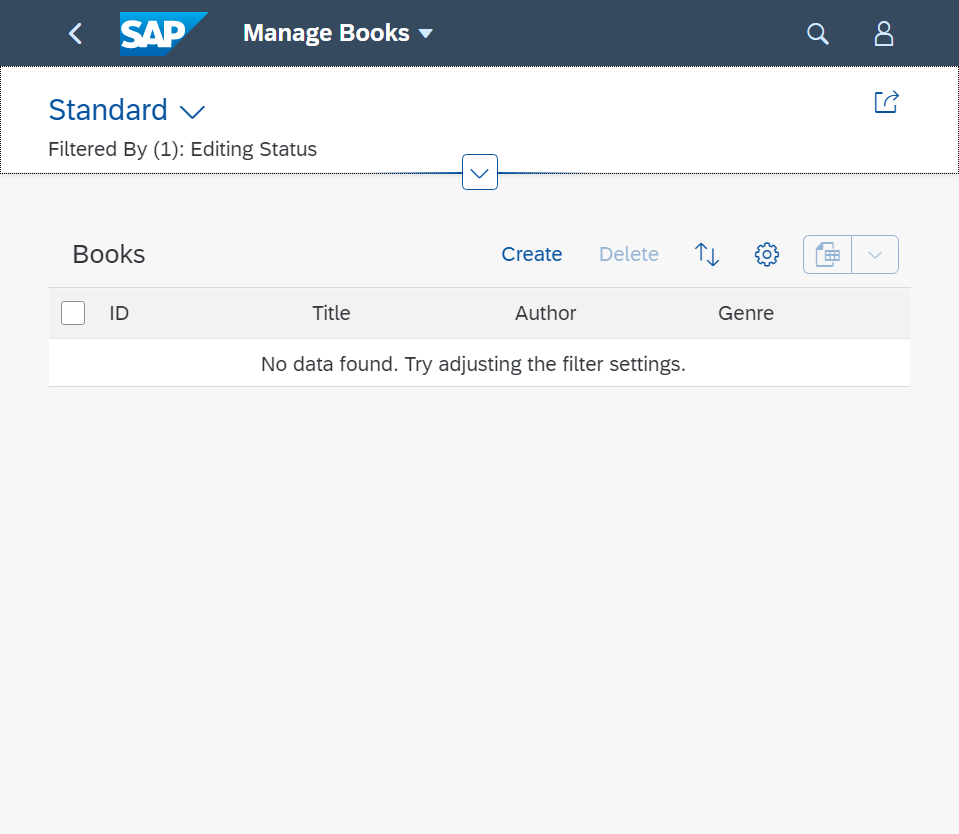 SAP Manage Books
Standard
Filtered By (1): Editing Status
Books Create Delete
ID Title Author Genre
No data found. Try adjusting the filter settings.